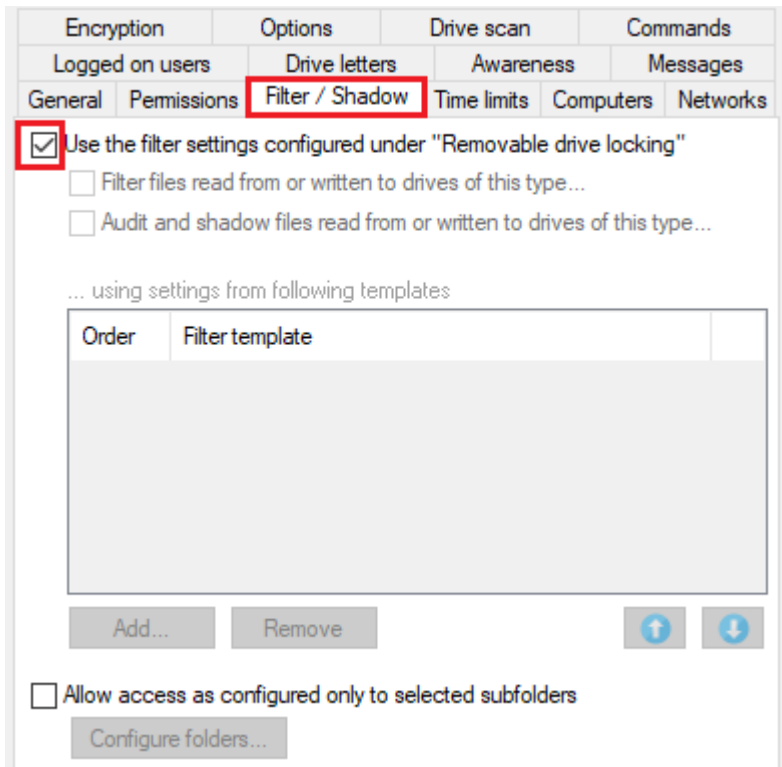 Encryption Options Drive scan Commands
Logged on users Drive letters Awareness Messages
General Permissions Filter / Shadow Time limits Computers Networks
Use the filter settings configured under "Removable drive locking"
Filter files read from or written to drives of this type...
Audit and shadow files read from or written to drives of this type...
... using settings from following templates
Order Filter template
Add... Remove
Allow access as configured only to selected subfolders
Configure folders...